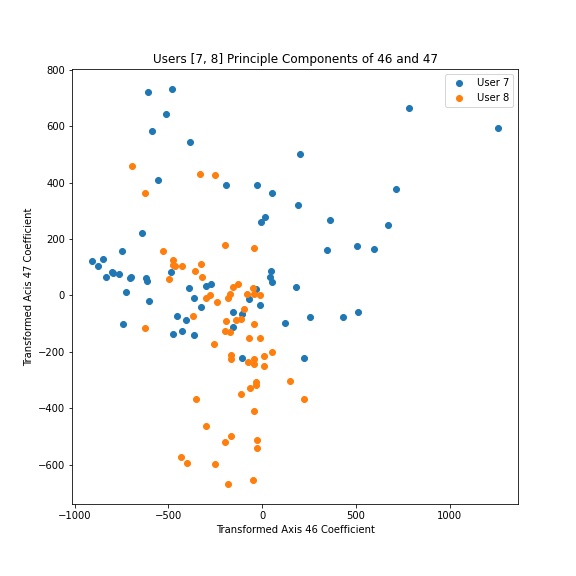 Users [7, 8] Principle Components of 46 and 47
User 7
User 8
800
600
400
200
0
−200
−400
−600
Transformed Acis 47 Coefficient
−1000
−500
0
500
1000
Transformed Axis 46 Coefficient